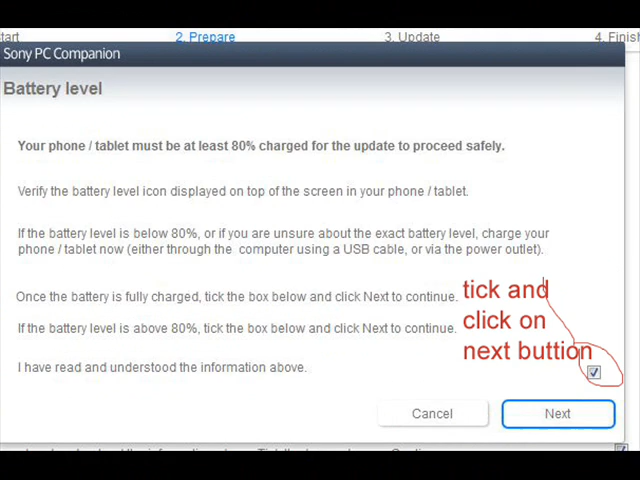 start 2. Prepare 3. Update 4. Finish
Sony PC Companion
Battery level
Your phone / tablet must be at least 80% charged for the update to proceed safely.
Verify the battery level icon displayed on top of the screen in your phone / tablet.
If the battery level is below 80%, or if you are unsure about the exact battery level, charge your
phone / tablet now (either through the computer using a USB cable, or via the power outlet).
Once the battery is fully charged, tick the box below and click Next to continue.
If the battery level is above 80%, tick the box below and click Next to continue.
tick and
click on
next buttion
I have read and understood the information above.
Cancel Next